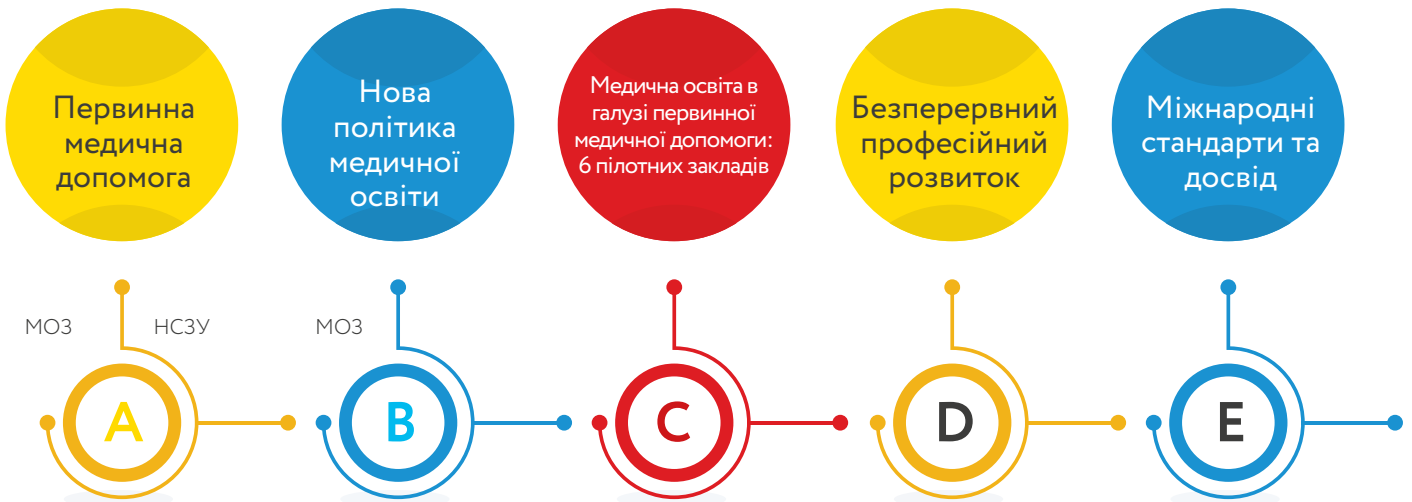 Первинна
медична
допомога
Нова
політика
медичної
освіти
Медична освіта в
галузі первинної
медичної допомоги:
6 пілотних закладів
Безперервний
професійний
розвиток
Міжнародні
стандарти та
досвід
МОЗ
НСЗУ
МОЗ
A
B
C
D
E